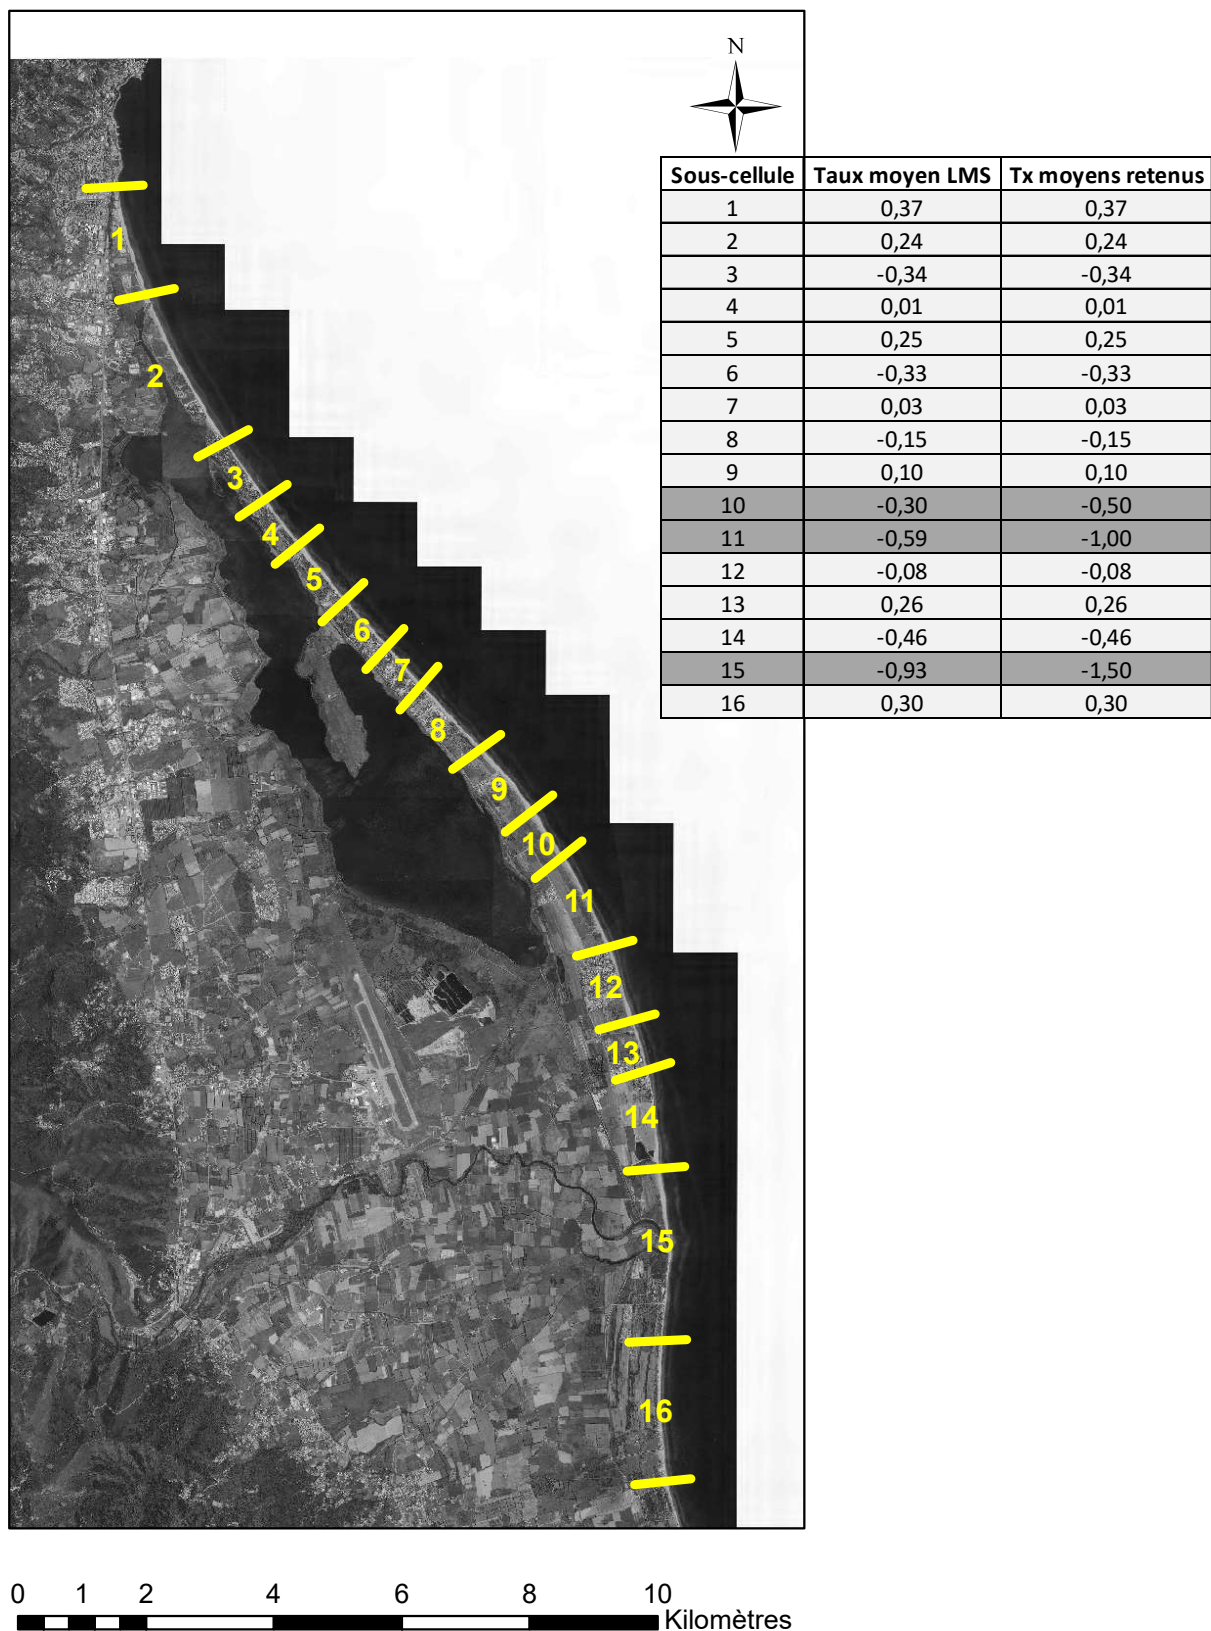 N
Sous-cellule Taux moyen LMS Tx moyens retenus
1 0,37 0,37
2 0,24 0,24
3 -0,34 -0,34
4 0,01 0,01
5 0,25 0,25
6 -0,33 -0,33
7 0,03 0,03
8 -0,15 -0,15
9 0,10 0,10
10 -0,30 -0,50
11 -0,59 -1,00
12 -0,08 -0,08
13 0,26 0,26
14 -0,46 -0,46
15 -0,93 -1,50
16 0,30 0,30
1
2
3
4
5
6
7
8
9
10
11
12
13
14
15
16
0 1 2 4 6 8 10
Kilomètres